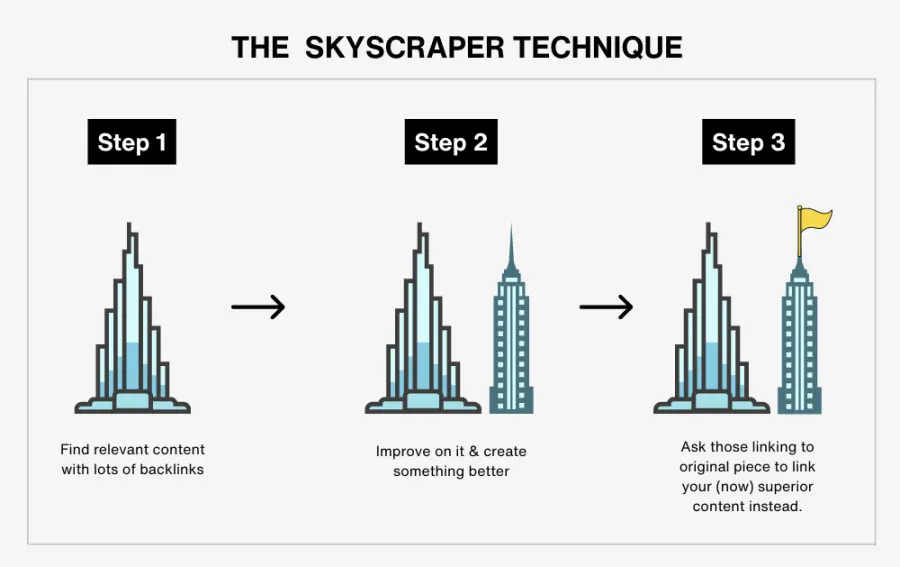 THE SKYSCRAPER TECHNIQUE
Step 1
Step 2
Step 3
Find relevant content
with lots of backlinks
Improve on it & create
something better
Ask those linking to
original piece to link
your (now) superior
content instead.